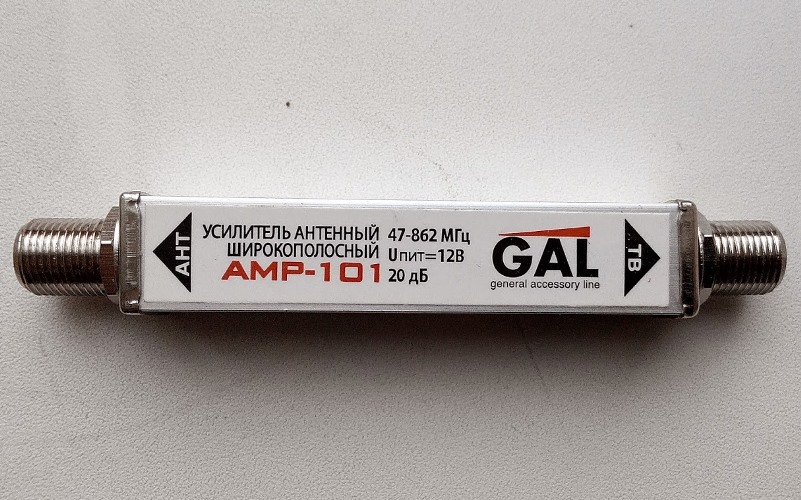 АНТ
УСИЛИТЕЛЬ АНТЕННЫЙ
ШИРОКОПОЛОСНЫЙ
AMP-101
47-862 МГц
Uпит=12В
20 дБ
GAL
general accessory line
ТВ